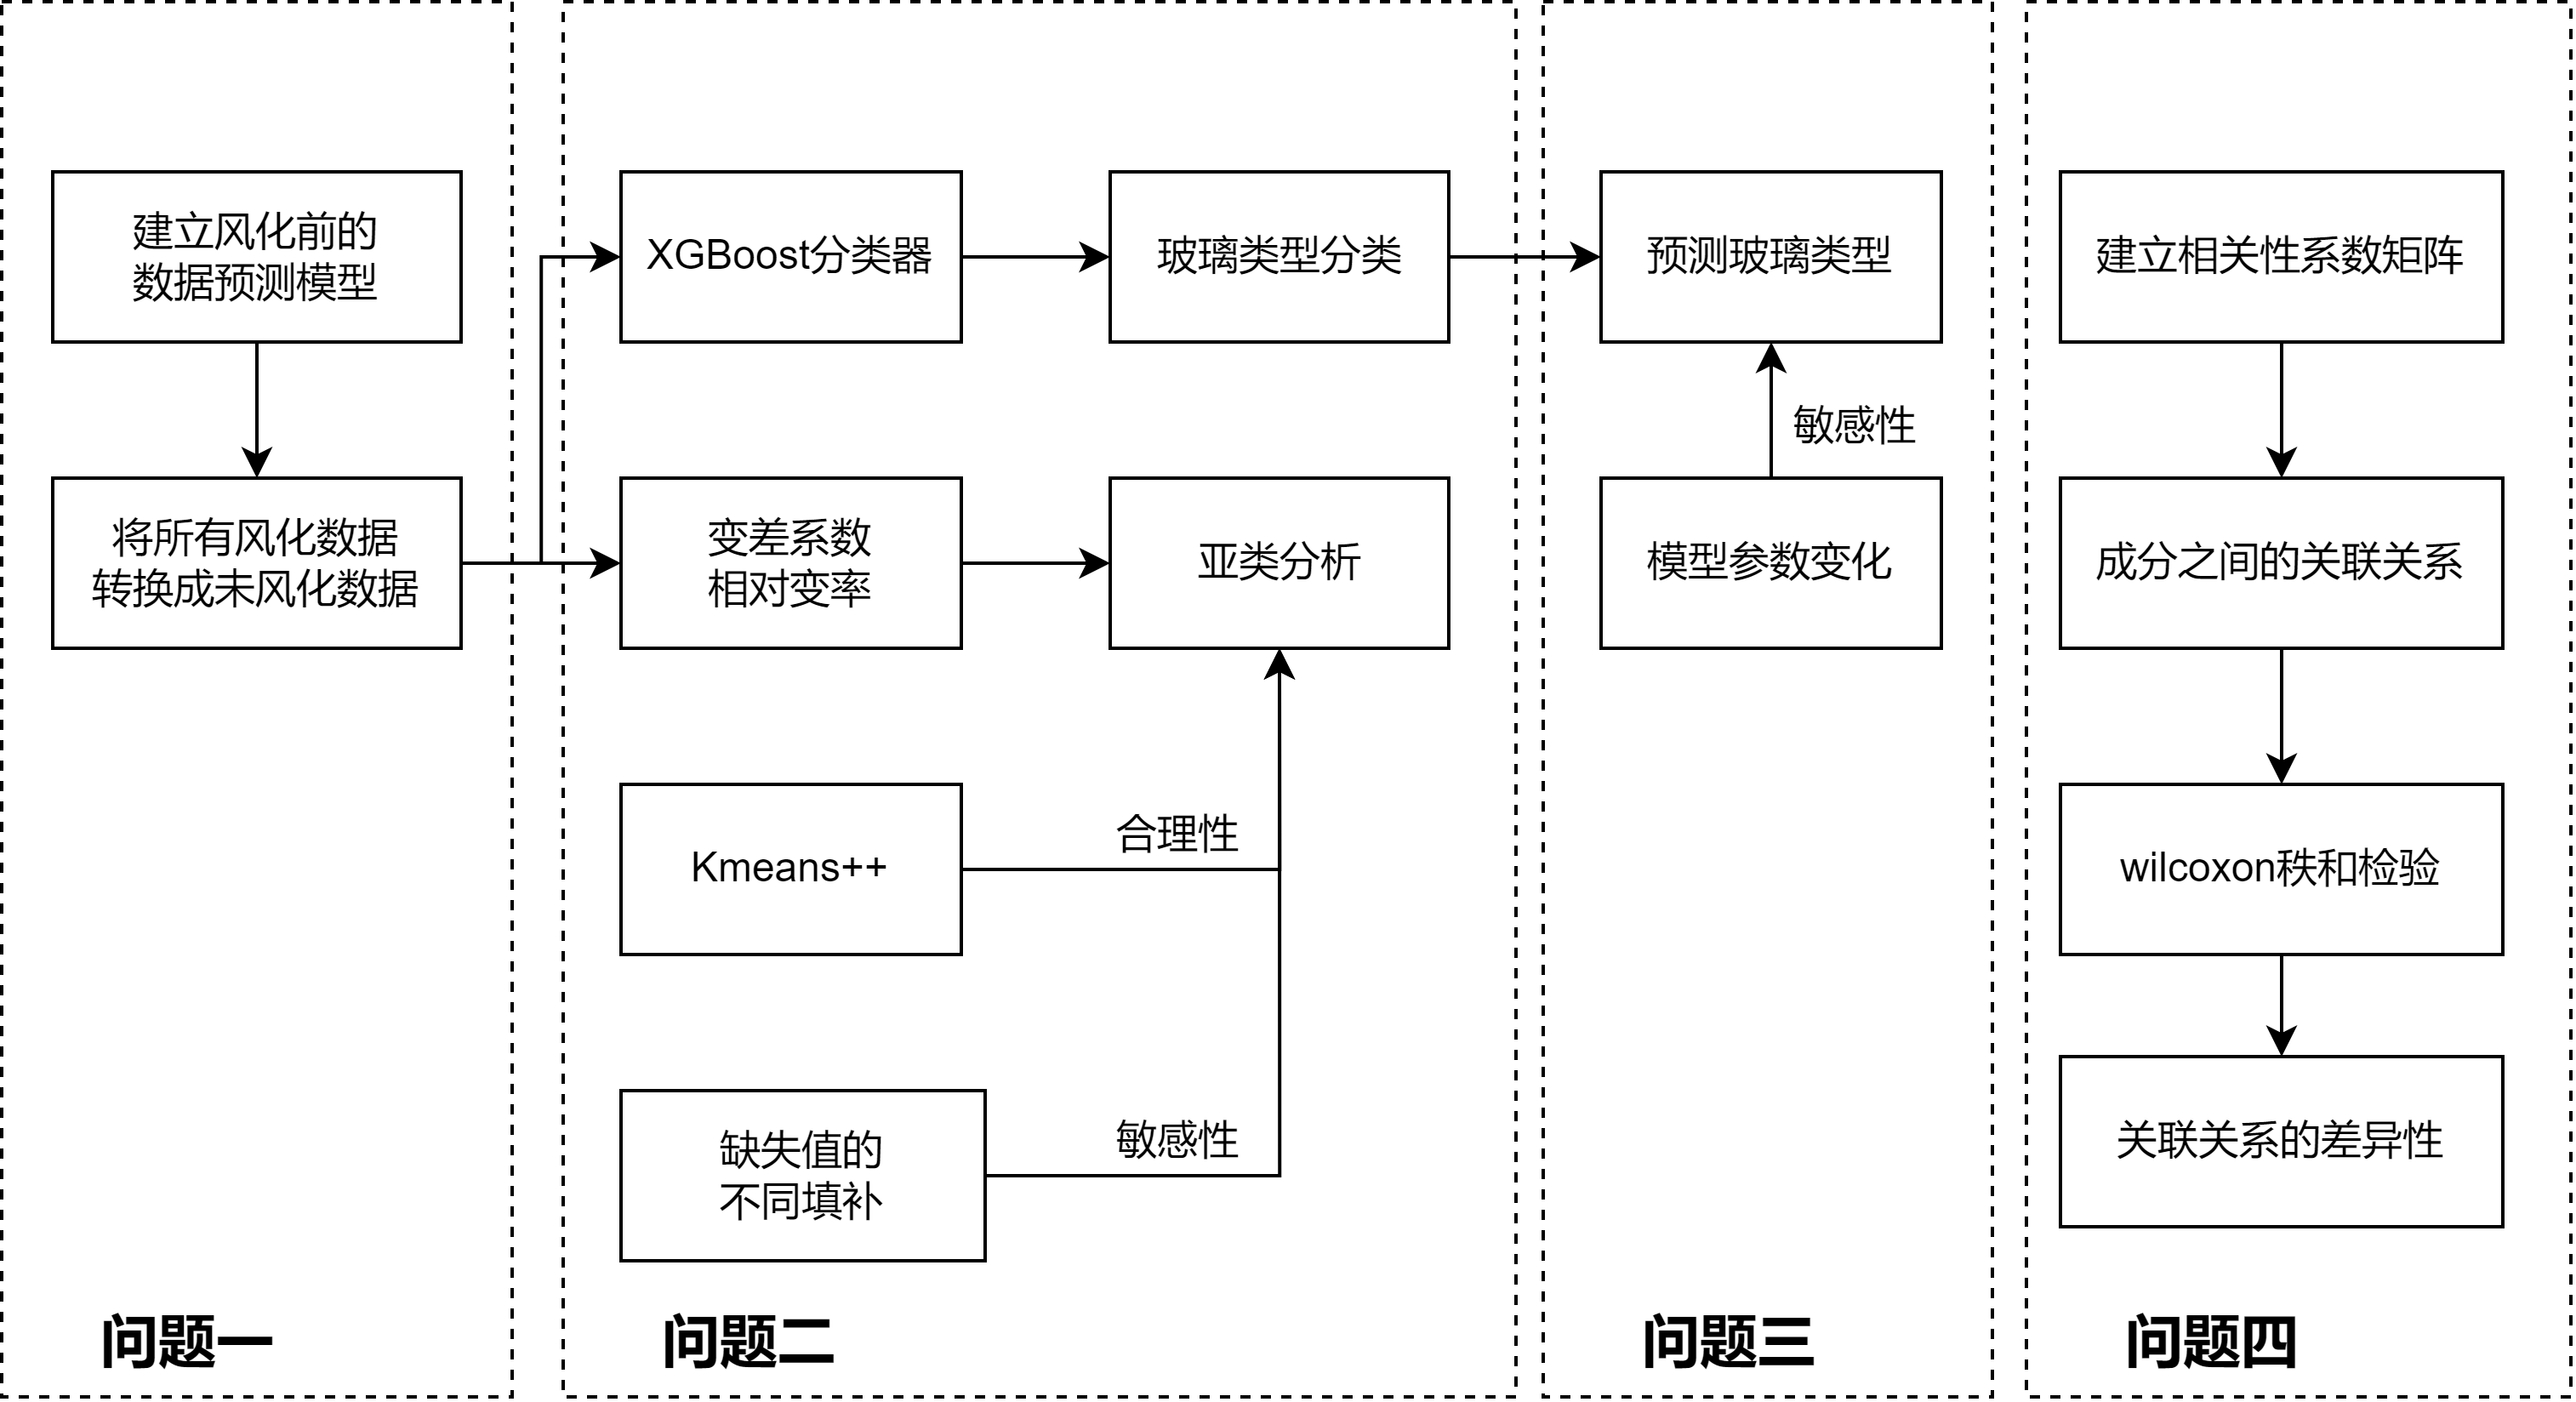 建立风化前的
数据预测模型
将所有风化数据
转换成未风化数据
问题一
XGBoost分类器
玻璃类型分类
变差系数
相对变率
亚类分析
Kmeans++
合理性
缺失值的
不同填补
敏感性
问题二
预测玻璃类型
敏感性
模型参数变化
问题三
建立相关性系数矩阵
成分之间的关联关系
wilcoxon秩和检验
关联关系的差异性
问题四